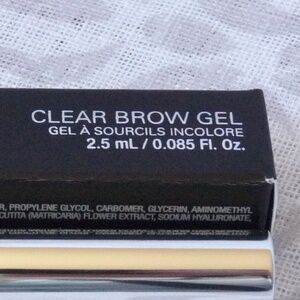 CLEAR BROW GEL
GEL À SOURCILS INCOLORE
2.5 mL / 0.085 Fl. Oz.
PROPYLENE GLYCOL, CARBOMER, GLYCERIN, AMINOMETHYL
(MATRICARIA) FLOWER EXTRACT, SODIUM HYALURONATE,